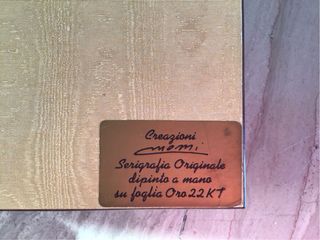 Creazioni
Serigrafia Originale
dipinto a mano
su foglia Oro 22 KT